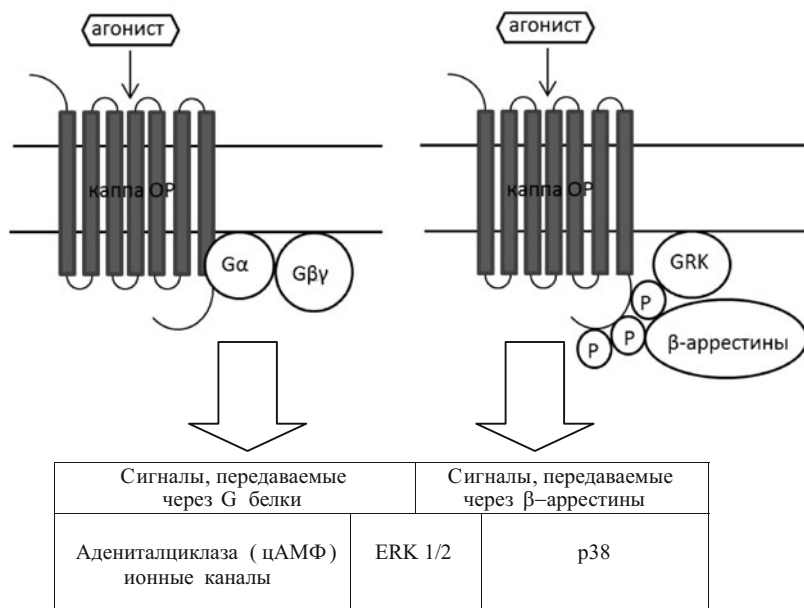 агонист
агонист
каппа ОР
каппа ОР
Gα
Gβγ
GRK
P
P
P
β-аррестины
Сигналы, передаваемые
через G белки
Сигналы, передаваемые
через β–аррестины
Адениталциклаза ( цАМФ)
ионные каналы
ERK 1/2
p38